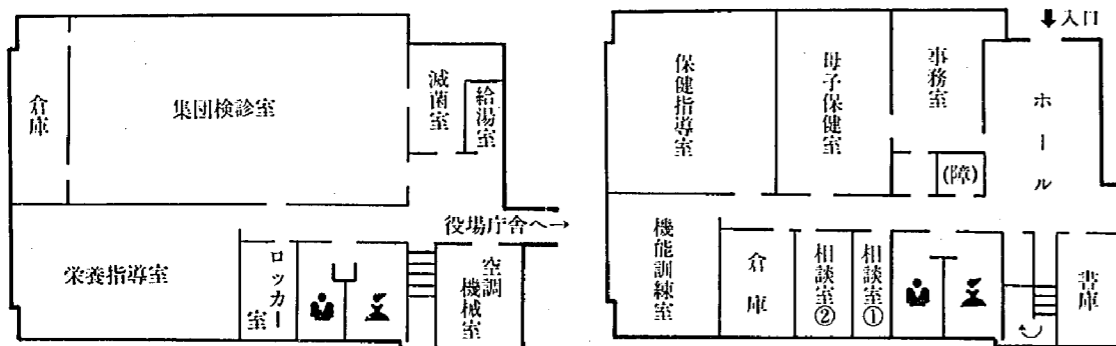 倉庫
集団検診室
滅菌室
給湯室
役場庁舎へ→
栄養指導室
ロッカー室
空調機械室
入口
保健指導室
母子保健室
事務室
ホール
(障)
機能訓練室
倉庫
相談室②
相談室①
書庫